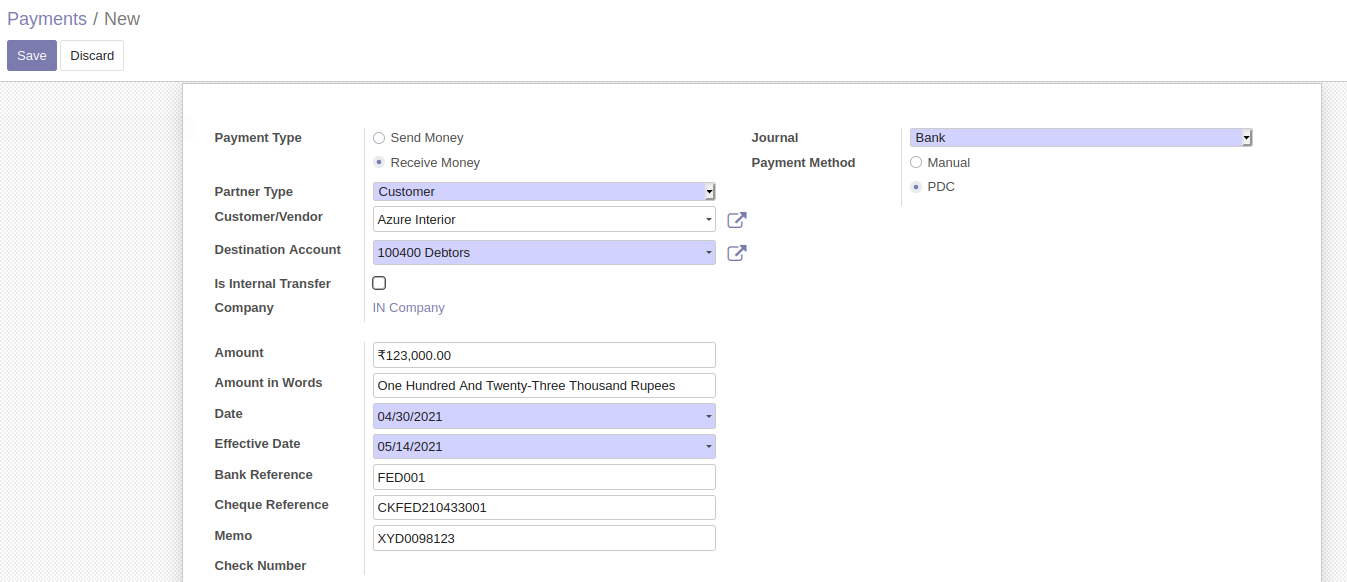 Payments / New
Save Discard
Payment Type
Send Money
Receive Money
Partner Type Customer
Customer/Vendor Azure Interior
Destination Account 100400 Debtors
Is Internal Transfer
Company IN Company
Journal Bank
Payment Method Manual
PDC
Amount ₹123,000.00
Amount in Words One Hundred And Twenty-Three Thousand Rupees
Date 04/30/2021
Effective Date 05/14/2021
Bank Reference FED001
Cheque Reference CKFED210433001
Memo XYD0098123
Check Number